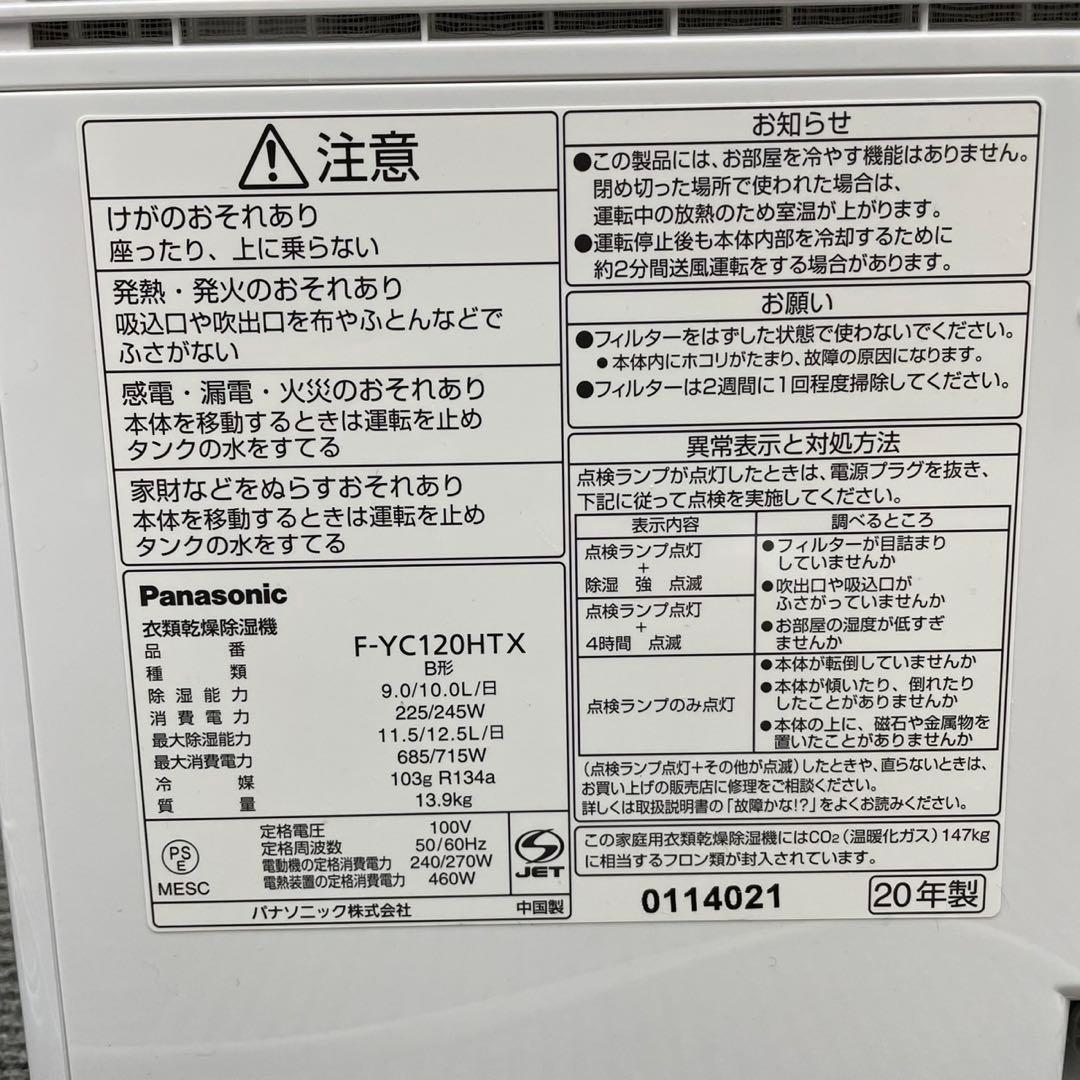 注意
けがのおそれあり
座ったり、上に乗らない
発熱・発火のおそれあり
吸込口や吹出口を布やふとんなどで
ふさがない
感電・漏電・火災のおそれあり
本体を移動するときは運転を止め
タンクの水をすてる
家財などをぬらすおそれあり
本体を移動するときは運転を止め
タンクの水をすてる
Panasonic
衣類乾燥除湿機
品番 F-YC120HTX
種類 B形
除湿能力 9.0/10.0L/日
消費電力 225/245W
最大除湿能力 11.5/12.5L/日
最大消費電力 685/715W
冷媒 103g R134a
質量 13.9kg
PSE
MESC
定格電圧 100V
定格周波数 50/60Hz
電動機の定格消費電力 240/270W
電熱装置の定格消費電力 460W
JET
パナソニック株式会社 中国製
お知らせ
●この製品には、お部屋を冷やす機能はありません。
閉め切った場所で使われた場合は、
運転中の放熱のため室温が上がります。
●運転停止後も本体内部を冷却するために
約2分間送風運転をする場合があります。
お願い
●フィルターをはずした状態で使わないでください。
●本体内にホコリがたまり、故障の原因になります。
●フィルターは2週間に1回程度掃除してください。
異常表示と対処方法
点検ランプが点灯したときは、電源プラグを抜き、
下記に従って点検を実施してください。
表示内容 調べるところ
点検ランプ点灯
+
除湿 強 点滅
点検ランプ点灯
+
4時間 点滅
●フィルターが目詰まり
していませんか
●吹出口や吸込口が
ふさがっていませんか
●お部屋の湿度が低すぎ
ませんか
点検ランプのみ点灯
●本体が転倒していませんか
●本体が傾いたり、倒れたり
したことがありませんか
●本体の上に、磁石や金属物を
置いたことがありませんか
(点検ランプ点灯+その他が点滅)したときや、直らないときは、
お買い上げの販売店に修理をご相談ください。
詳しくは取扱説明書の「故障かな!?」をよくお読みください。
この家庭用衣類乾燥除湿機にはCO2(温暖化ガス)147kg
に相当するフロン類が封入されています。
0114021 20年製